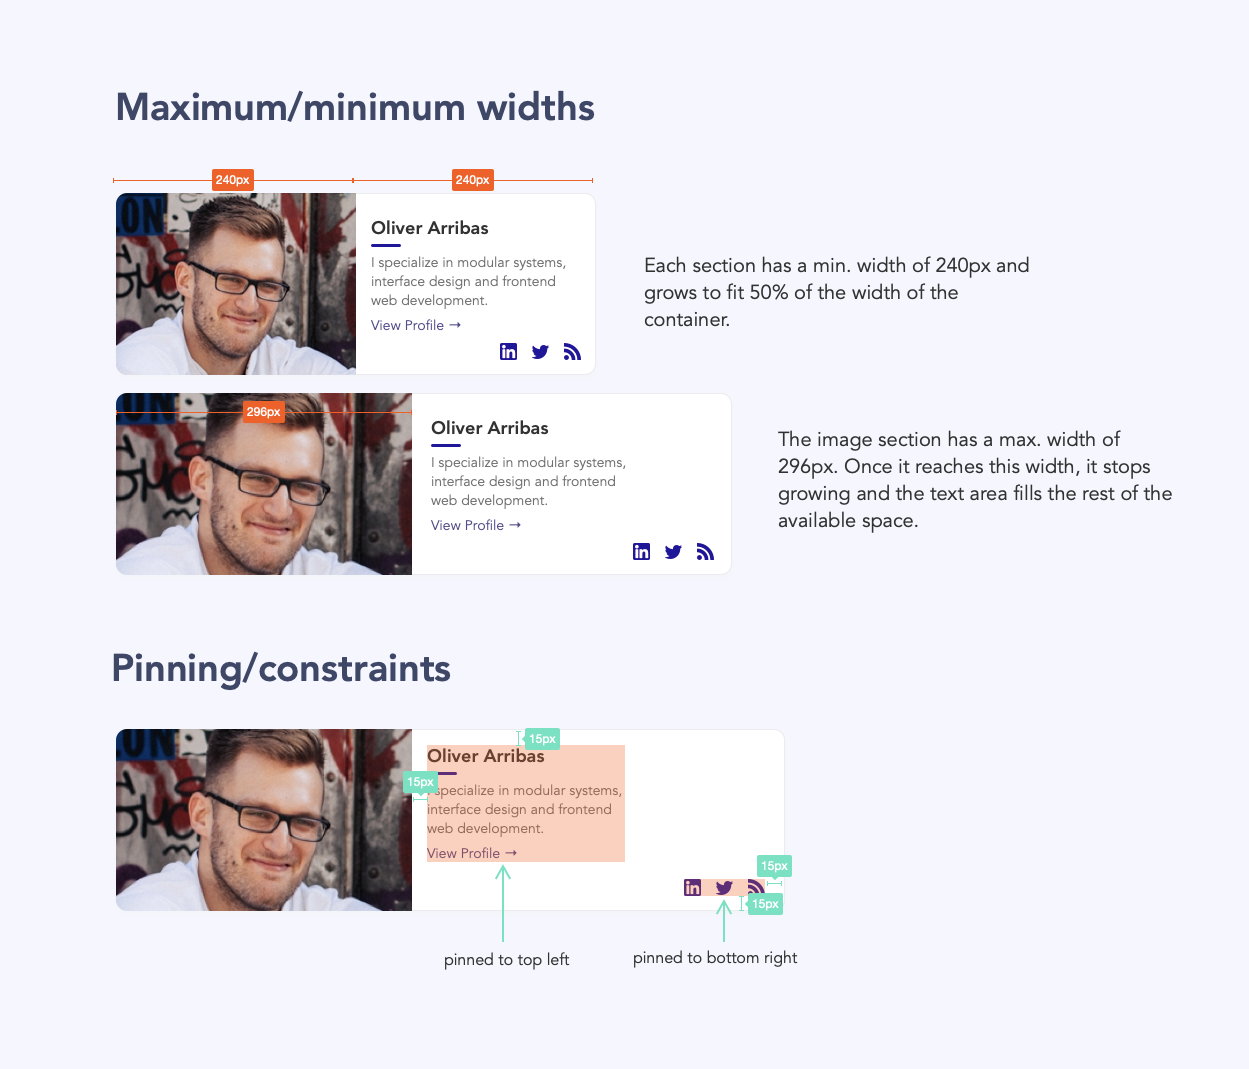 Maximum/minimum widths
240px
240px
ON
Oliver Arribas
I specialize in modular systems,
interface design and frontend
web development.
View Profile →
in
Each section has a min. width of 240px and
grows to fit 50% of the width of the
container.
296px
Oliver Arribas
I specialize in modular systems,
interface design and frontend
web development.
View Profile →
in
The image section has a max. width of
296px. Once it reaches this width, it stops
growing and the text area fills the rest of the
available space.
Pinning/constraints
15px
Oliver Arribas
15px
I specialize in modular systems,
interface design and frontend
web development.
View Profile →
15px
in
15px
pinned to top left
pinned to bottom right